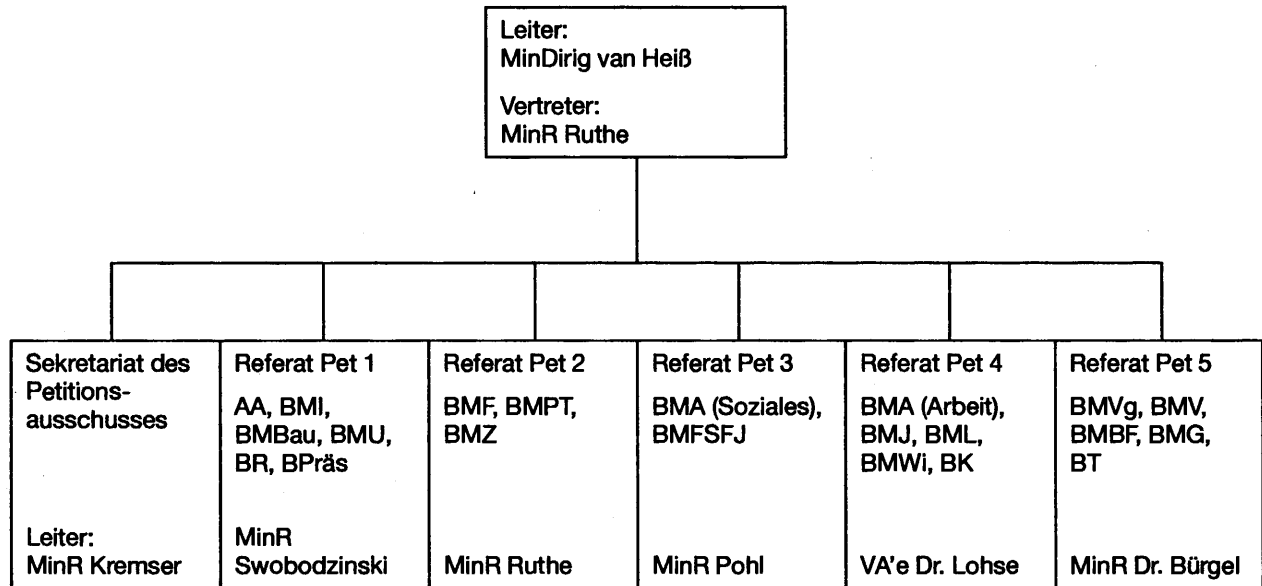 Leiter:
MinDirig van Heiß
Vertreter:
MinR Ruthe
Sekretariat des
Petitions-
ausschusses
Leiter:
MinR Kremser
Referat Pet 1
AA, BMI,
BMBau, BMU,
BR, BPräs
MinR
Swobodzinski
Referat Pet 2
BMF, BMPT,
BMZ
MinR Ruthe
Referat Pet 3
BMA (Soziales),
BMFSFJ
MinR Pohl
Referat Pet 4
BMA (Arbeit),
BMJ, BML,
BMWi, BK
VA'e Dr. Lohse
Referat Pet 5
BMVg, BMV,
BMBF, BMG,
BT
MinR Dr. Bürgel